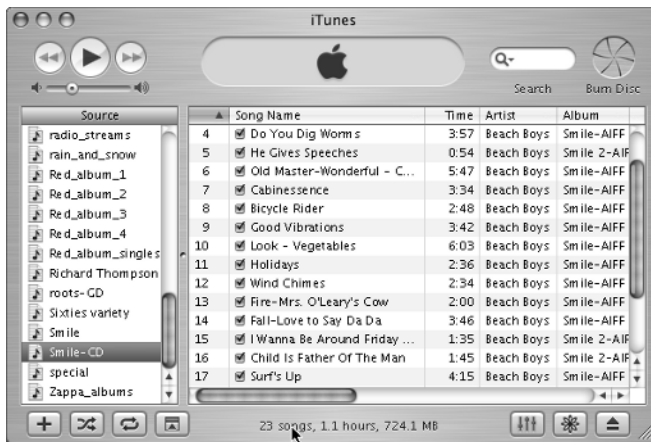 iTunes
Search
Burn Disc
Source
radio_streams
rain_and_snow
Red_album_1
Red_album_2
Red_album_3
Red_album_4
Red_album_singles
Richard Thompson
roots-GD
Sixties variety
Smile
Smile-CD
special
Zappa_albums
Song Name Time Artist Album
4 Do You Dig Worms 3:57 Beach Boys Smile-AIFF
5 He Gives Speeches 0:54 Beach Boys Smile 2-AIF
6 Old Master-Wonderful - C... 5:47 Beach Boys Smile-AIFF
7 Cabinessence 3:34 Beach Boys Smile-AIFF
8 Bicycle Rider 2:48 Beach Boys Smile-AIFF
9 Good Vibrations 3:42 Beach Boys Smile-AIFF
10 Look - Vegetables 6:03 Beach Boys Smile-AIFF
11 Holidays 2:36 Beach Boys Smile-AIFF
12 Wind Chimes 2:34 Beach Boys Smile-AIFF
13 Fire-Mrs. O'Leary's Cow 2:00 Beach Boys Smile-AIFF
14 Fall-Love to Say Da Da 3:46 Beach Boys Smile-AIFF
15 I Wanna Be Around Friday ... 1:35 Beach Boys Smile 2-AIF
16 Child Is Father Of The Man 1:45 Beach Boys Smile 2-AIF
17 Surf's Up 4:15 Beach Boys Smile-AIFF
23 songs, 1.1 hours, 724.1 MB